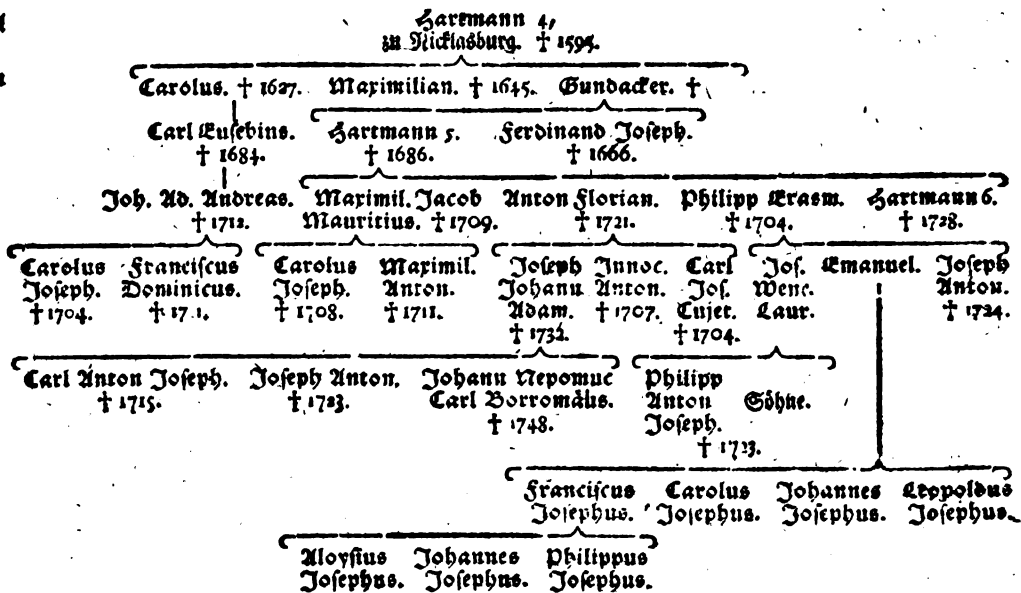 Hartmann 4,
zu Nicklasburg. † 1595.
Carolus. † 1627. Maximilian. † 1645. Gundacker. †
Carl Eusebius. Hartmann 5. Ferdinand Joseph.
† 1684. † 1686. † 1666.
Joh. Ad. Andreas. Maximil. Jacob Anton Florian. Philipp Erasm. Hartmann 6.
† 1712. Mauritius. † 1709. † 1721. † 1704. † 1728.
Carolus Franciscus Carolus Maximil. Joseph Innoc. Carl Jos. Emanuel. Joseph
Joseph. Dominicus. Joseph. Anton. Johann Anton. Jos. Wenc. Anton.
† 1704. † 1708. † 1711. Adam. † 1707. Cujet. Laur. † 1724.
† 1732. † 1704.
Carl Anton Joseph. Joseph Anton. Johann Nepomuc Philipp
† 1715. † 1723. Carl Borromäus. Anton Söhne.
† 1748. Joseph.
† 1723.
Franciscus Carolus Johannes Leopoldus
Josephus. Josephus. Josephus. Josephus.
Aloysius Johannes Philippus
Josephus. Josephus. Josephus.